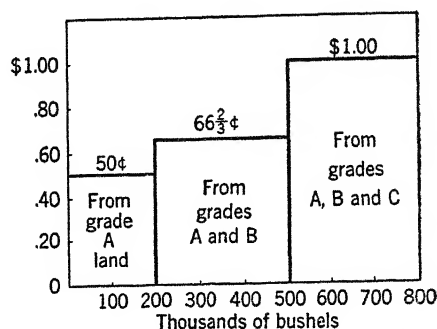 $1.00
.80
.60
.40
.20
0
50¢
66⅔¢
$1.00
From
grade
A
land
From
grades
A and B
From
grades
A, B and C
100 200 300 400 500 600 700 800
Thousands of bushels